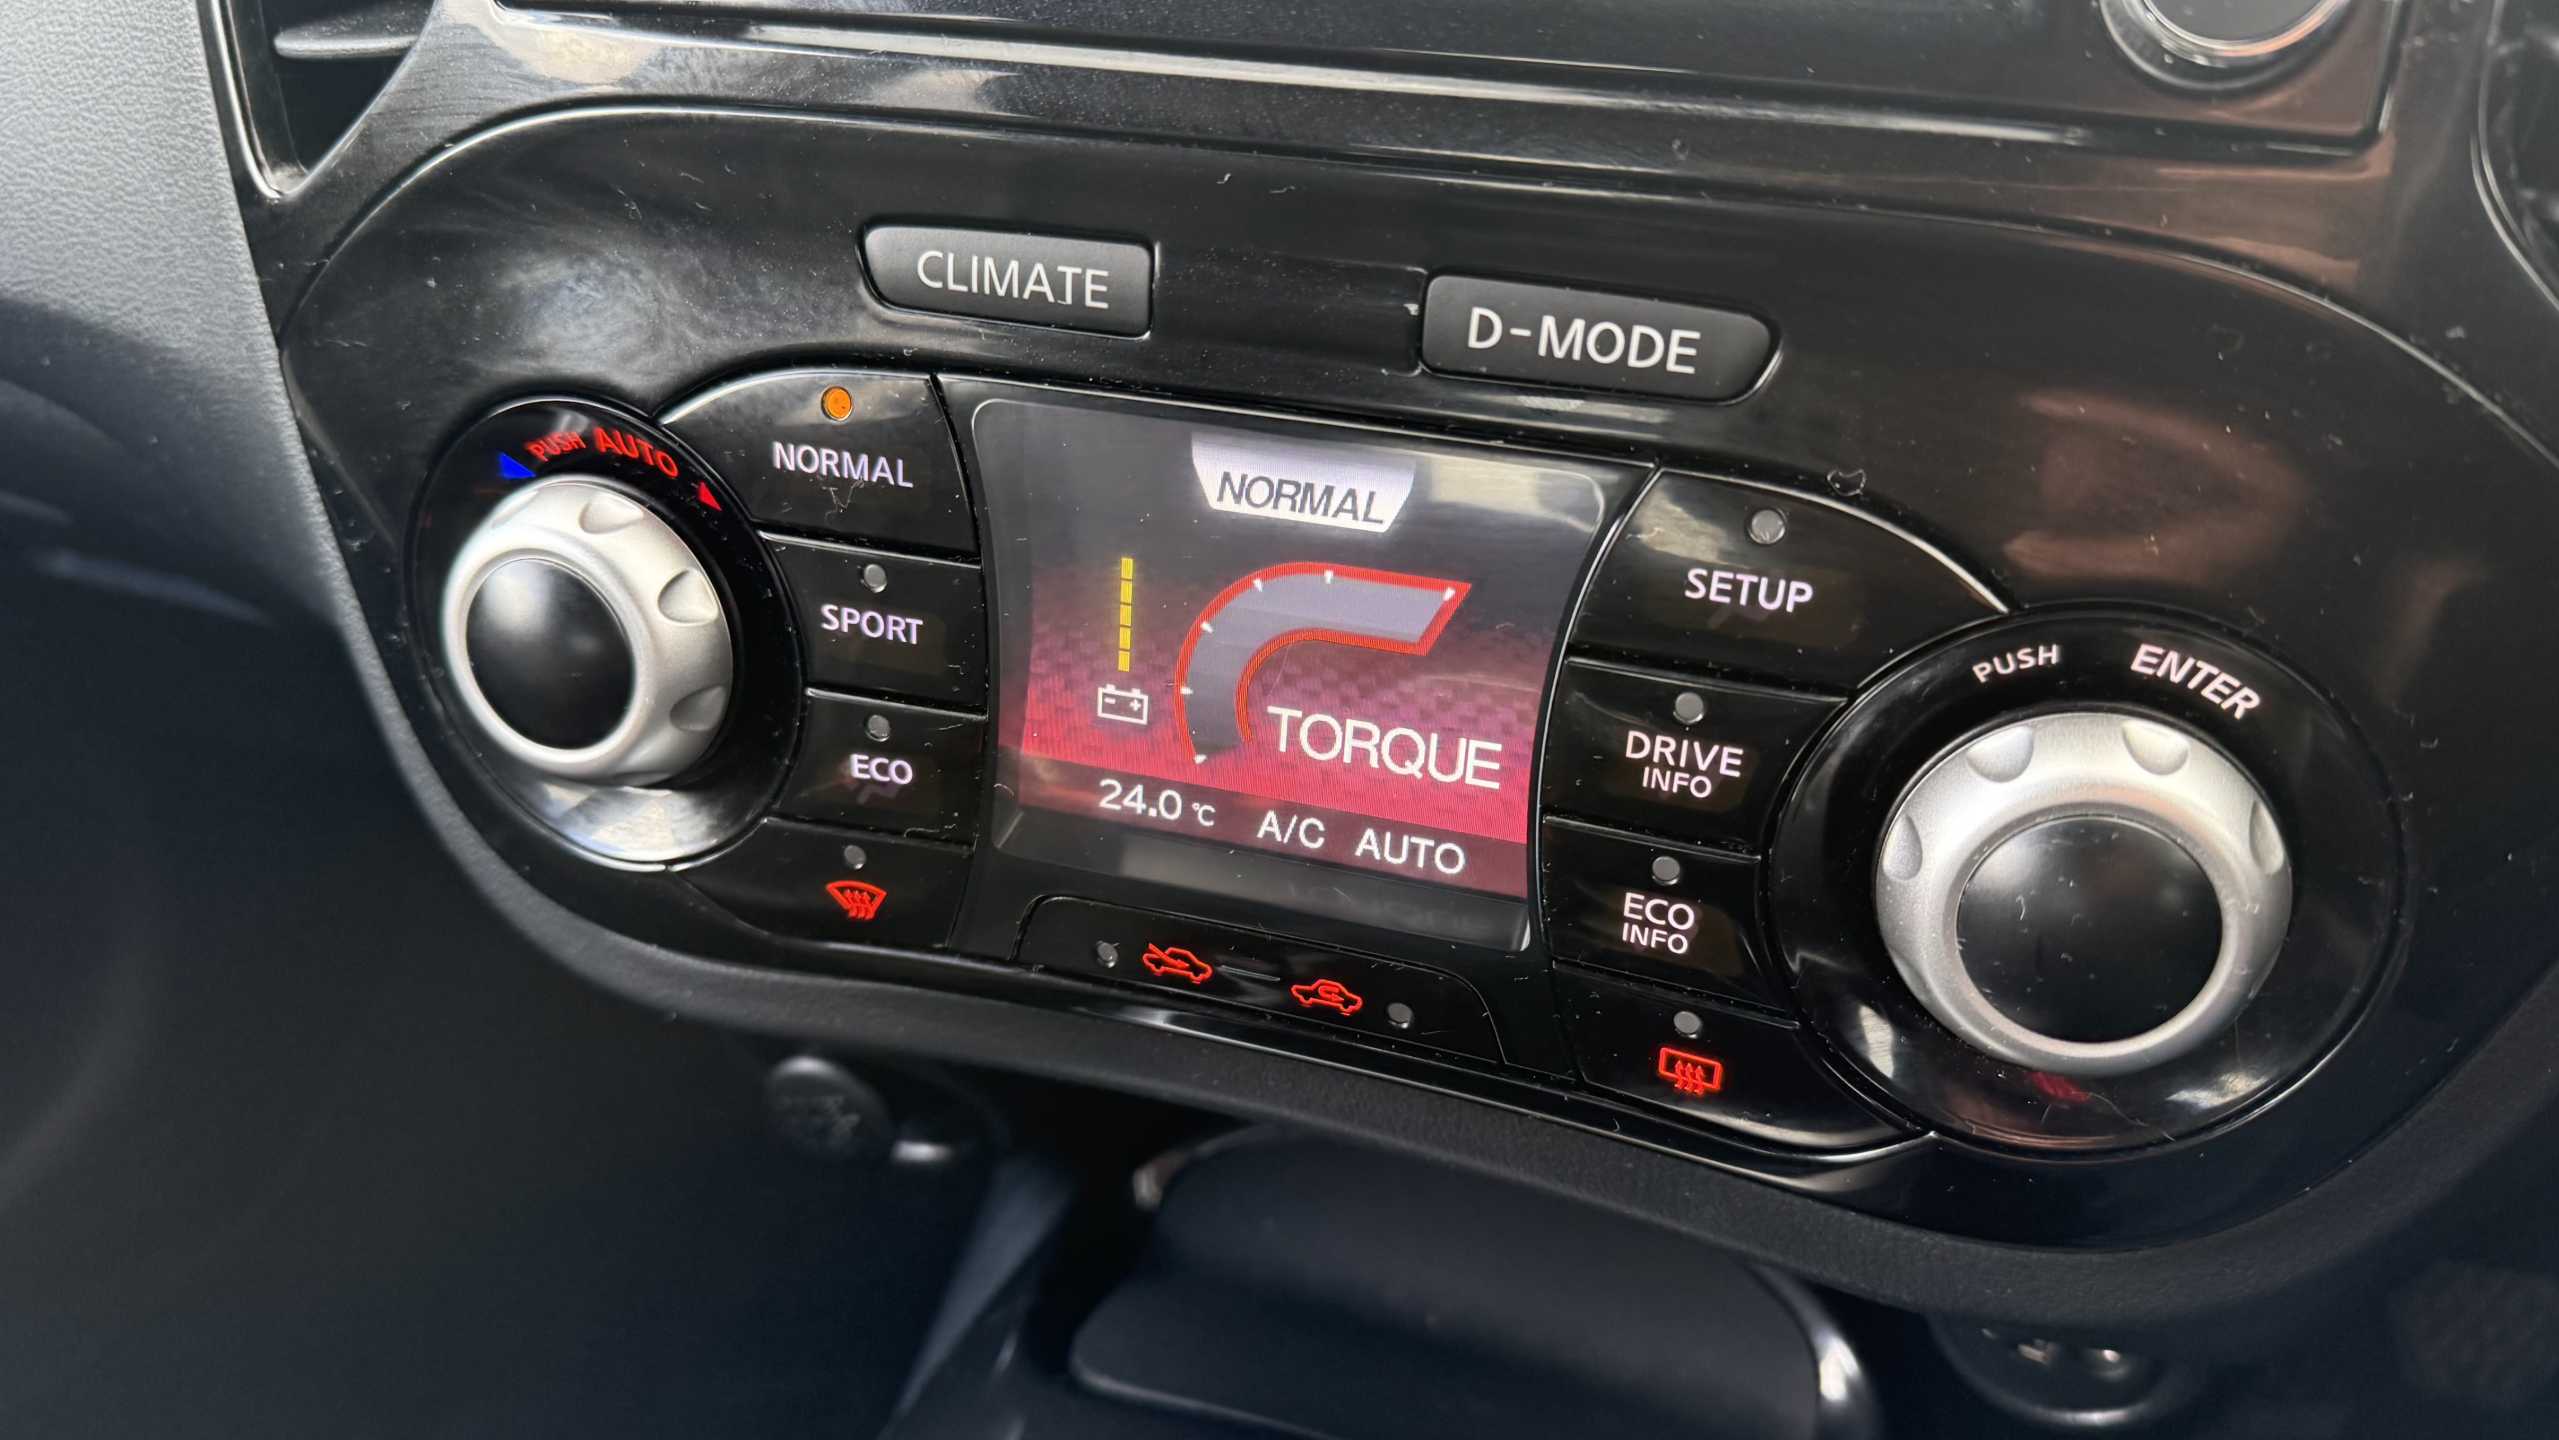 CLIMATE
D-MODE
PUSH AUTO
NORMAL
SPORT
ECO
NORMAL
TORQUE
24.0 °C A/C AUTO
SETUP
DRIVE
INFO
ECO
INFO
PUSH ENTER